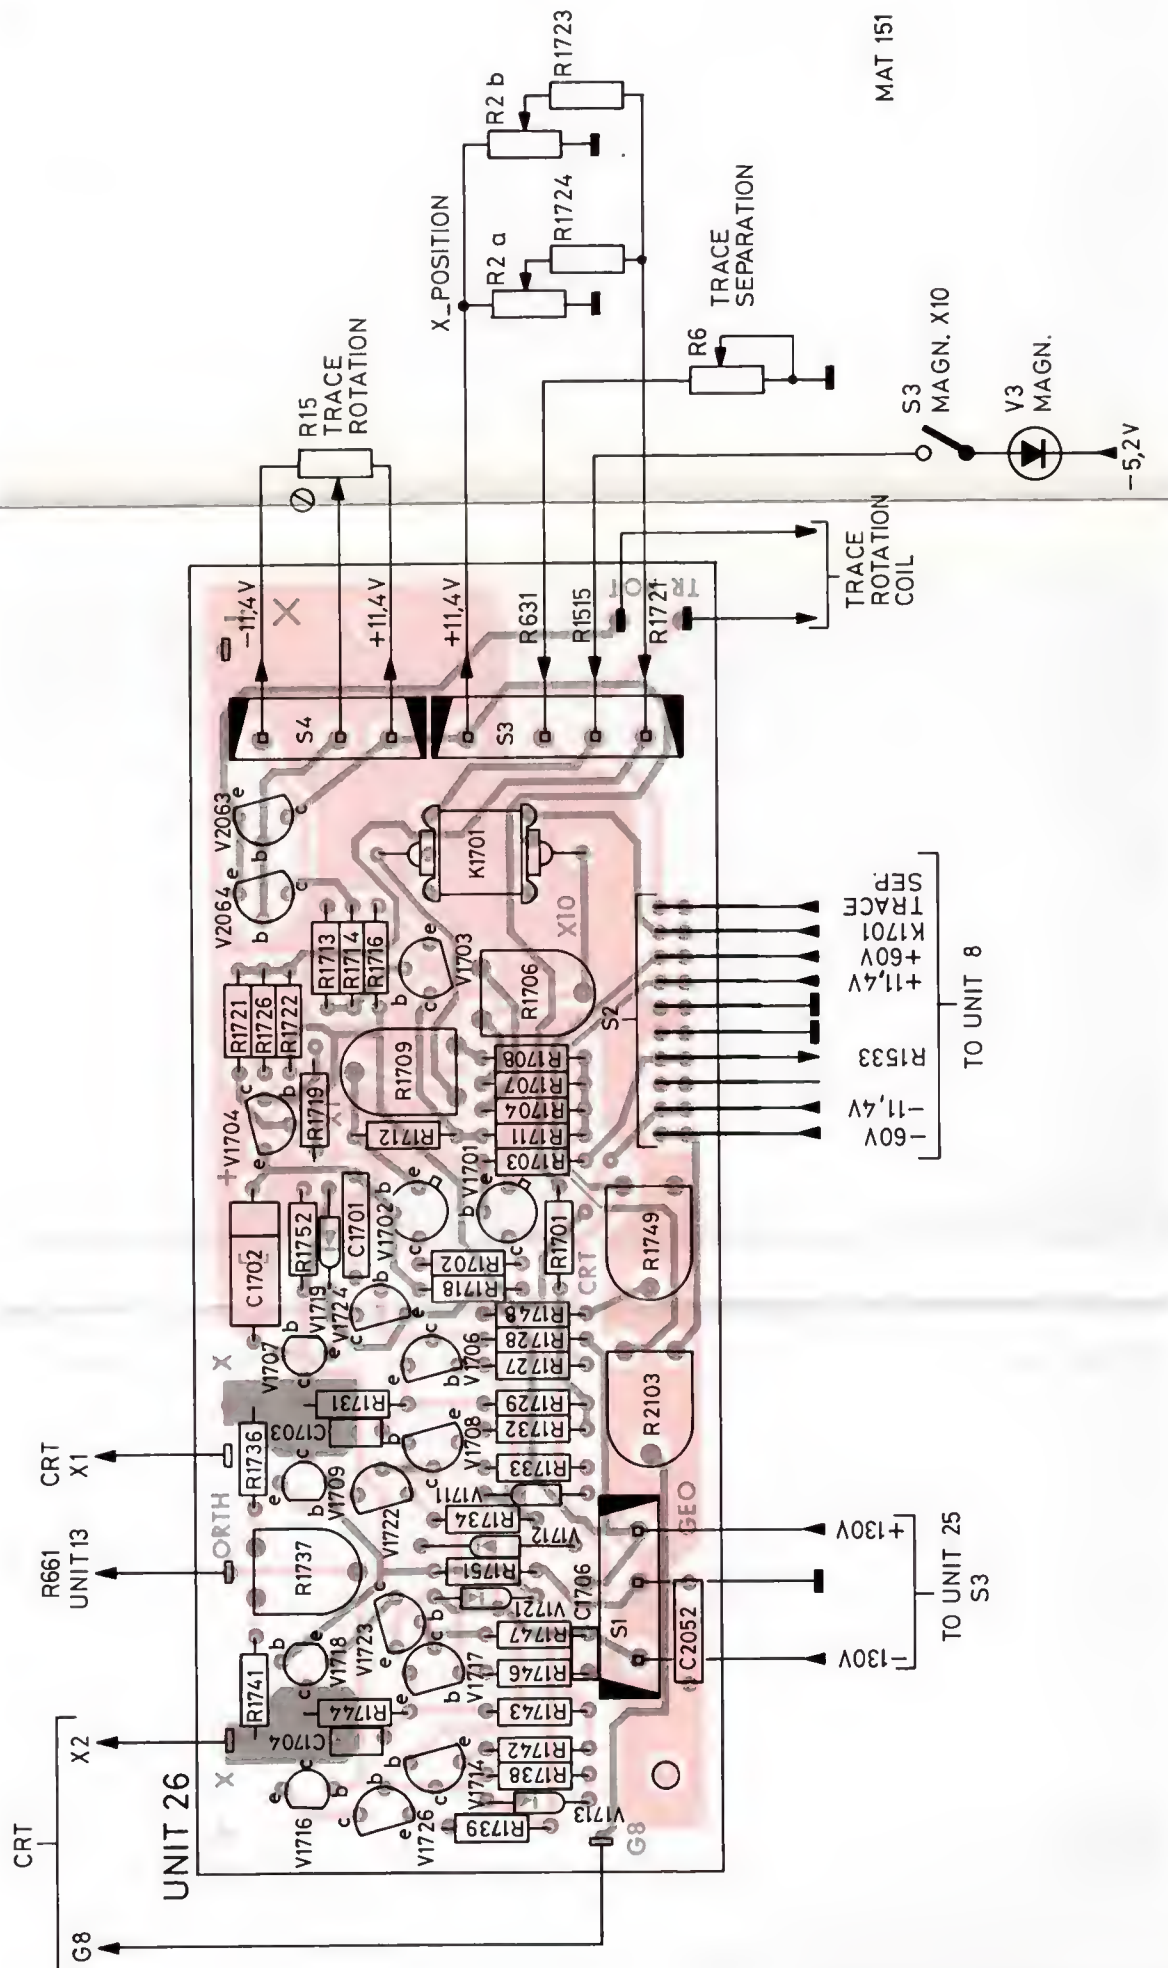 CRT
G8
X2
R661
UNIT13
CRT
X1
UNIT 26
X
ORTH
X
+
X
R1741
R1736
C1702
V1704
e
c
b
R1721
R1726
R1722
V2064
e
b
c
V2063
e
b
c
-11,4V
R15
TRACE
ROTATION
S4
+11,4V
V1716
e
c
b
C1704
R1744
V1718
b
c
R1737
V1709
e
c
b
C1703
R1731
V1707
b
c
e
V1719
R1752
C1701
R1719
X1
R1713
R1714
R1716
V1726
c
b
e
V1723
c
b
e
V1722
c
b
V1724
c
b
e
V1702
b
e
c
R1712
R1709
V1703
b
e
c
K1701
S3
+11,4V
R631
R1515
R1721
TR ROT
X_POSITION
R2 a
R1724
R2 b
R1723
R1739
V1714
b
c
e
V1713
R1738
R1742
R1743
V1717
b
c
e
R1746
R1747
V1721
R1751
V1712
R1734
V1711
R1733
V1708
b
c
e
R1732
R1729
V1706
b
c
e
R1727
R1728
R1748
R1718
R1702
V1701
b
e
c
R1701
R1703
R1711
R1704
R1707
R1708
R1706
X10
G8
C1706
S1
C2052
GEO
R2103
CRT
R1749
S2
R6
TRACE
SEPARATION
S3
MAGN. X10
V3
MAGN.
-5,2V
TRACE
ROTATION
COIL
-130V
+130V
TO UNIT 25
S3
-60V
-11,4V
R1533
+11,4V
+60V
K1701
TRACE
SEP.
TO UNIT 8
MAT 151